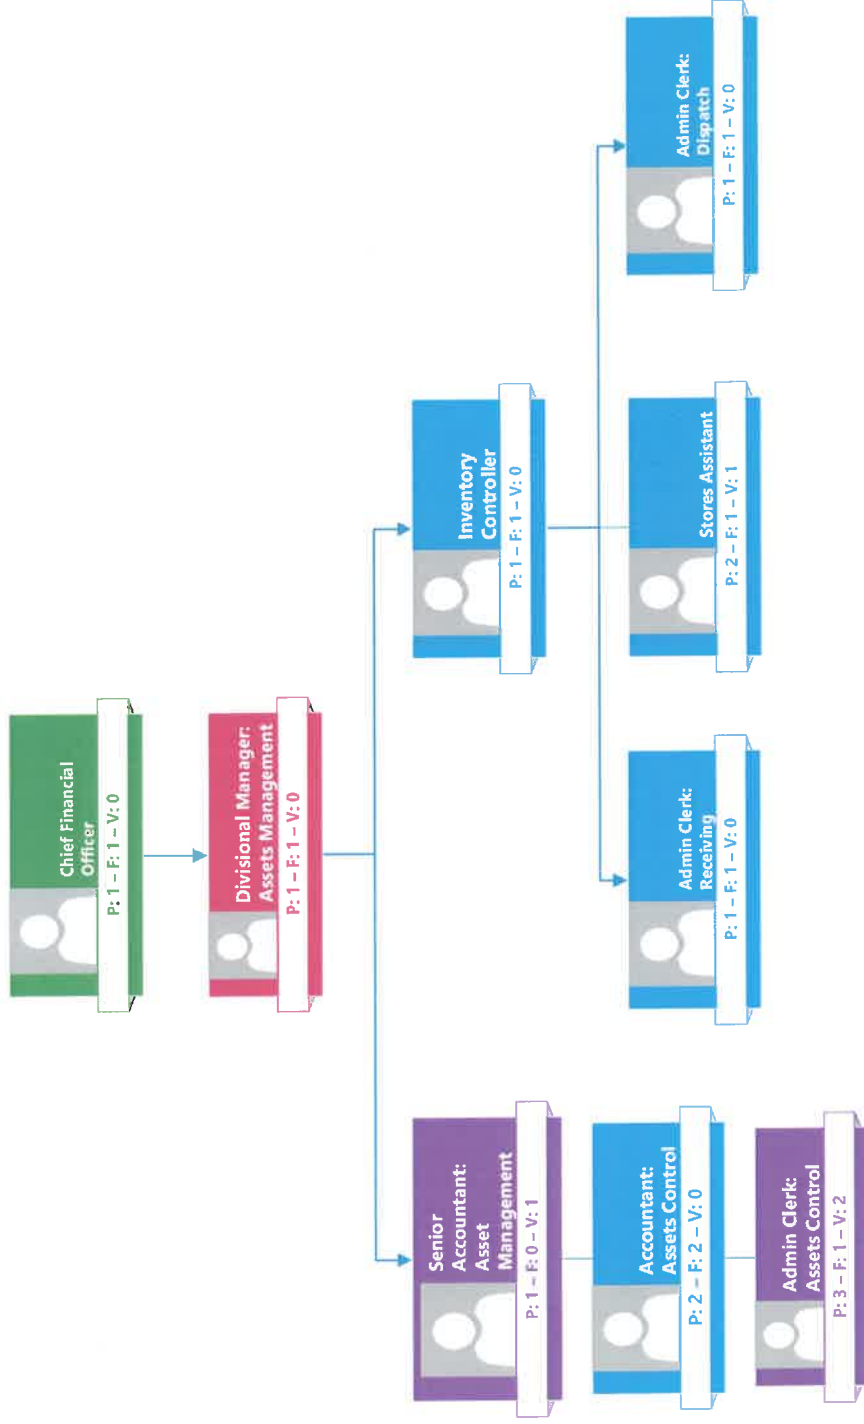 Chief Financial
Officer
P: 1 – F: 1 – V: 0
Divisional Manager:
Assets Management
P: 1 – F: 1 – V: 0
Senior
Accountant:
Asset
Management
P: 1 – F: 0 – V: 1
Inventory
Controller
P: 1 – F: 1 – V: 0
Accountant:
Assets Control
P: 2 – F: 2 – V: 0
Admin Clerk:
Receiving
P: 1 – F: 1 – V: 0
Stores Assistant
P: 2 – F: 1 – V: 1
Admin Clerk:
Dispatch
P: 1 – F: 1 – V: 0
Admin Clerk:
Assets Control
P: 3 – F: 1 – V: 2